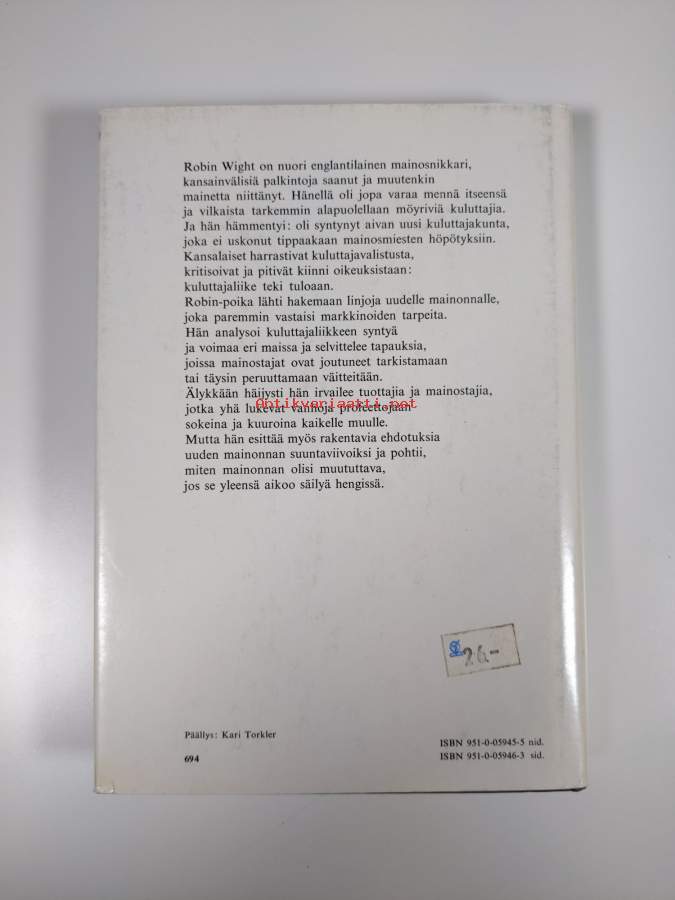 Robin Wight on nuori englantilainen mainosnikkari,
kansainvälisiä palkintoja saanut ja muutenkin
mainetta niittänyt. Hänellä oli jopa varaa mennä itseensä
ja vilkaista tarkemmin alapuolellaan möyriviä kuluttajia.
Ja hän hämmentyi: oli syntynyt aivan uusi kuluttajakunta,
joka ei uskonut tippaakaan mainosmiesten höpötyksiin.
Kansalaiset harrastivat kuluttajavalistusta,
kritisoivat ja pitivät kiinni oikeuksistaan:
kuluttajaliike teki tuloaan.
Robin-poika lähti hakemaan linjoja uudelle mainonnalle,
joka paremmin vastaisi markkinoiden tarpeita.
Hän analysoi kuluttajaliikkeen syntyä
ja voimaa eri maissa ja selvittelee tapauksia,
joissa mainostajat ovat joutuneet tarkistamaan
tai täysin peruuttamaan väitteitään.
Älykkään häijysti hän irvailee tuottajia ja mainostajia,
Antikvariaatti.net
jotka yhä lukevat vanhoja profeettojaan
sokeina ja kuuroina kaikelle muulle.
Mutta hän esittää myös rakentavia ehdotuksia
uuden mainonnan suuntaviivoiksi ja pohtii,
miten mainonnan olisi muututtava,
jos se yleensä aikoo säilyä hengissä.
26.-
Päällys: Kari Torkler
694
ISBN 951-0-05945-5 nid.
ISBN 951-0-05946-3 sid.